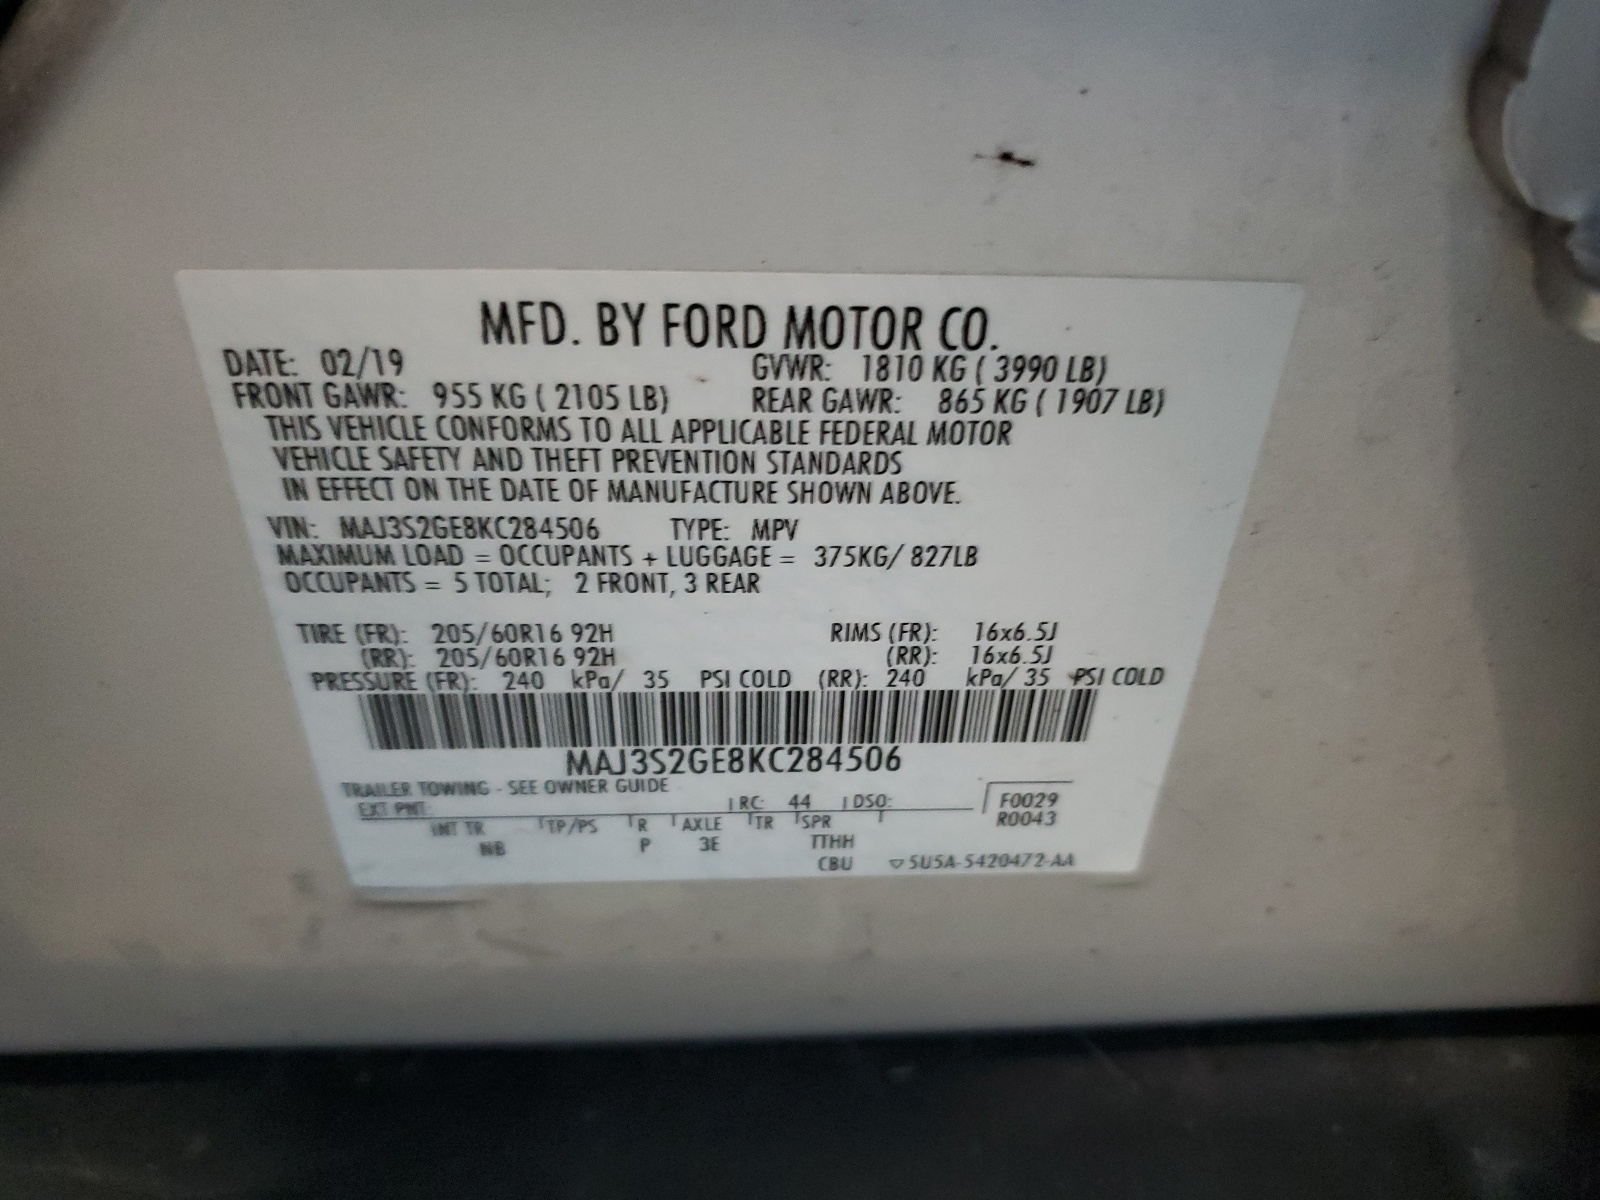 MFD. BY FORD MOTOR CO.
DATE: 02/19 GVWR: 1810 KG ( 3990 LB)
FRONT GAWR: 955 KG ( 2105 LB) REAR GAWR: 865 KG ( 1907 LB)
THIS VEHICLE CONFORMS TO ALL APPLICABLE FEDERAL MOTOR
VEHICLE SAFETY AND THEFT PREVENTION STANDARDS
IN EFFECT ON THE DATE OF MANUFACTURE SHOWN ABOVE.
VIN: MAJ3S2GE8KC284506 TYPE: MPV
MAXIMUM LOAD = OCCUPANTS + LUGGAGE = 375KG/ 827LB
OCCUPANTS = 5 TOTAL; 2 FRONT, 3 REAR
TIRE (FR): 205/60R16 92H RIMS (FR): 16x6.5J
(RR): 205/60R16 92H (RR): 16x6.5J
PRESSURE (FR): 240 kPa/ 35 PSI COLD (RR): 240 kPa/ 35 PSI COLD
MAJ3S2GE8KC284506
TRAILER TOWING - SEE OWNER GUIDE
EXT PNT: RC: 44 DSO: F0029
R0043
INT TR TP/PS R AXLE TR SPR
NB P 3E TTHH
CBU ▽ 5U5A-5420472-AA